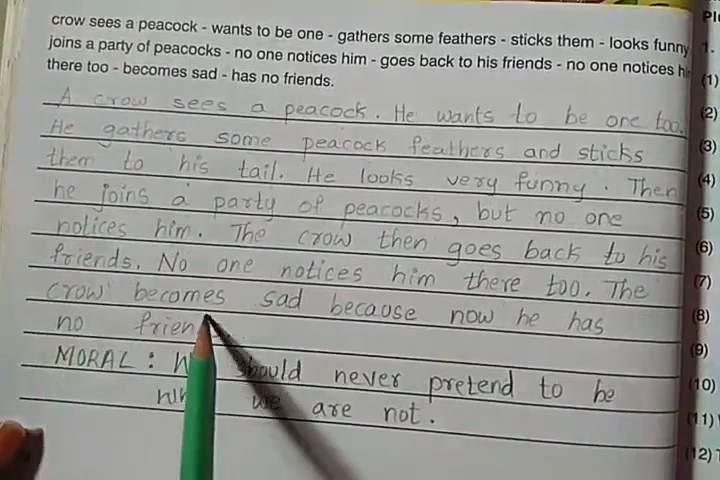 crow sees a peacock - wants to be one - gathers some feathers - sticks them - looks funny
joins a party of peacocks - no one notices him - goes back to his friends - no one notices
there too - becomes sad - has no friends.
A crow sees a peacock. He wants to be one too.
He gathers some peacock feathers and sticks
them to his tail. He looks very funny. Then
he joins a party of peacocks, but no one
notices him. The crow then goes back to his
friends. No one notices him there too. The
crow becomes sad because now he has
no
MORAL: should never pretend to be
we are not.
1.
(1)
(2)
(3)
(4)
(5)
(6)
(7)
(8)
(9)
(10)
(11)
(12)